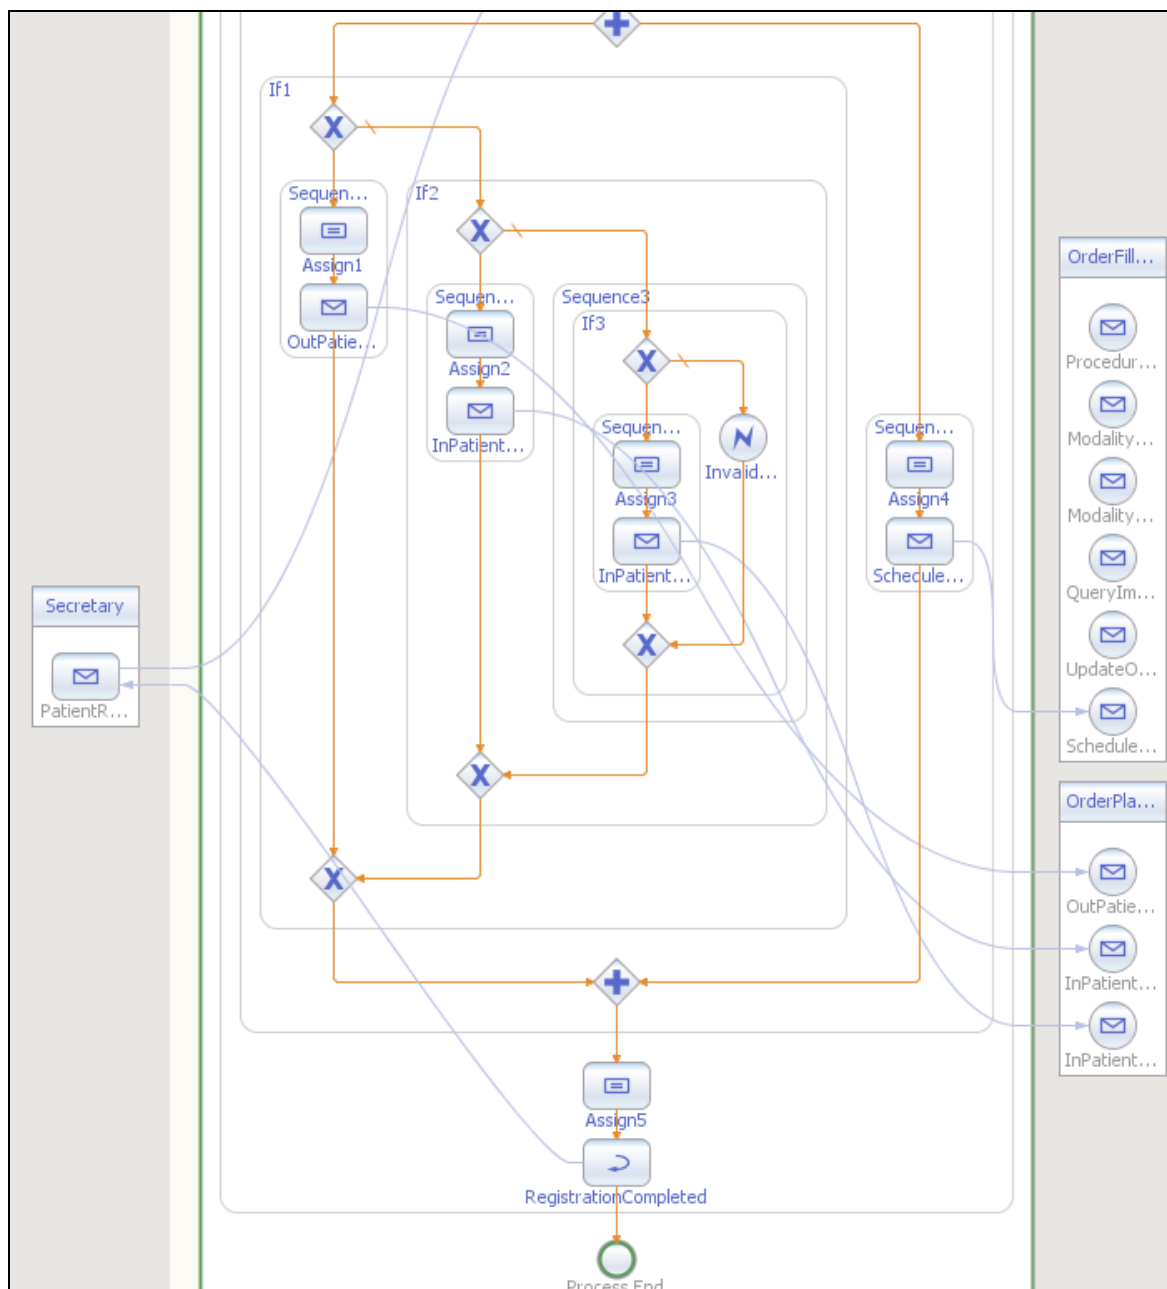 If1
Sequen...
If2
Assign1
OutPatie...
Sequen...
Assign2
InPatient...
Sequence3
If3
Sequen...
Assign3
InPatient...
Invalid...
Sequen...
Assign4
Schedule...
OrderFill...
Procedur...
Modality...
Modality...
QueryIm...
UpdateO...
Schedule...
Secretary
PatientR...
OrderPla...
OutPatie...
InPatient...
InPatient...
Assign5
RegistrationCompleted
Process End